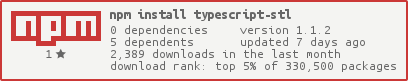 npm
npm install typescript-stl
0 dependencies version 1.1.2
5 dependents updated 7 days ago
1 ★ 2,389 downloads in the last month
download rank: top 5% of 330,500 packages